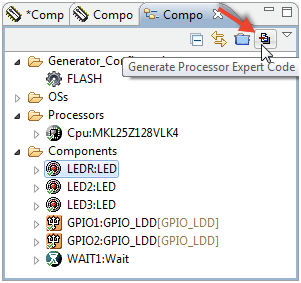 *Comp Compo Compo
Generator_Confi
Generate Processor Expert Code
FLASH
OSs
Processors
Cpu:MKL25Z128VLK4
Components
LEDR:LED
LED2:LED
LED3:LED
GPIO1:GPIO_LDD[GPIO_LDD]
GPIO2:GPIO_LDD[GPIO_LDD]
WAIT1:Wait